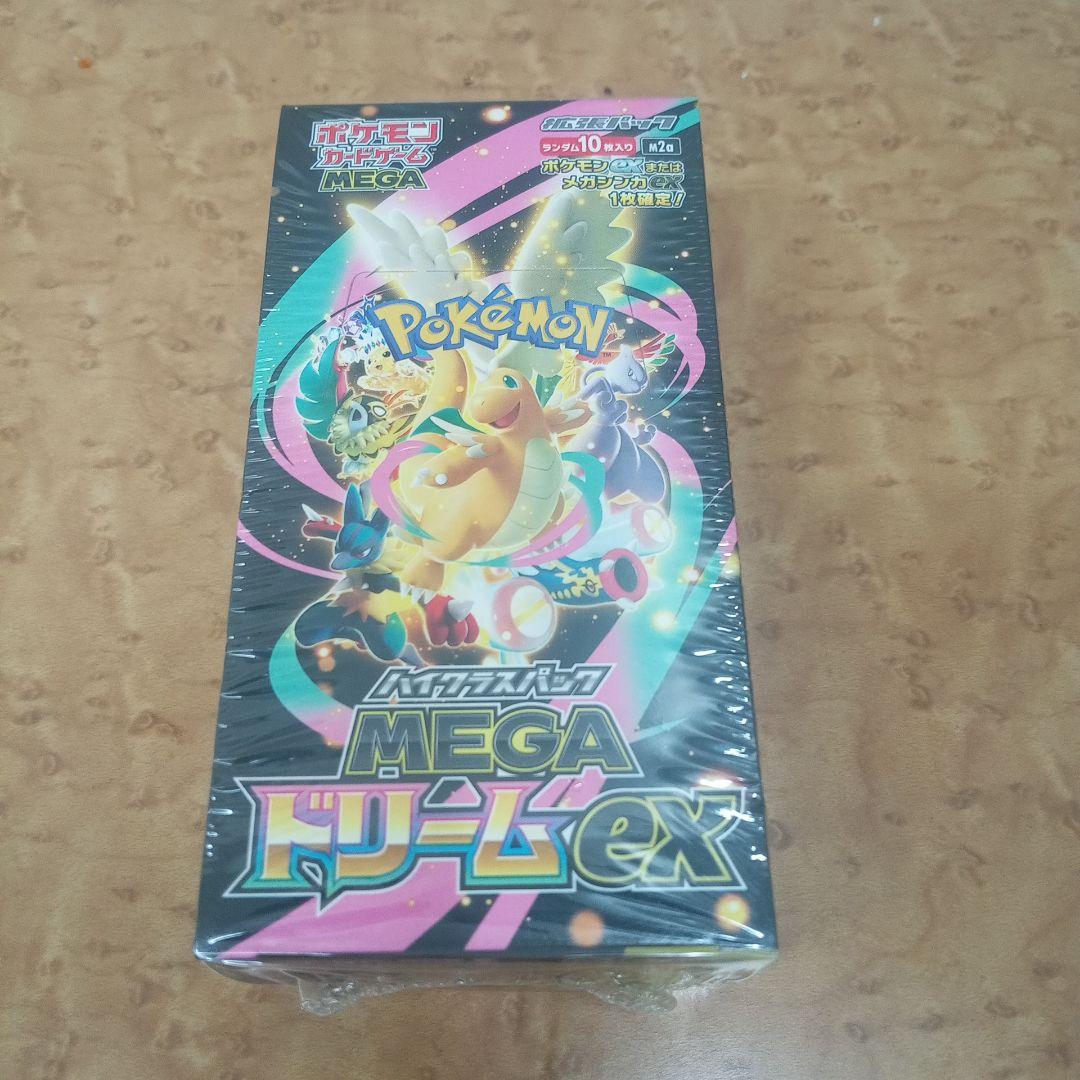 ポケモン
カードゲーム
MEGA
拡張パック
ランダム10枚入り M2a
ポケモンexまたは
メガシンカex
1枚確定!
Pokémon
TM
ハイクラスパック
MEGA
ドリームex